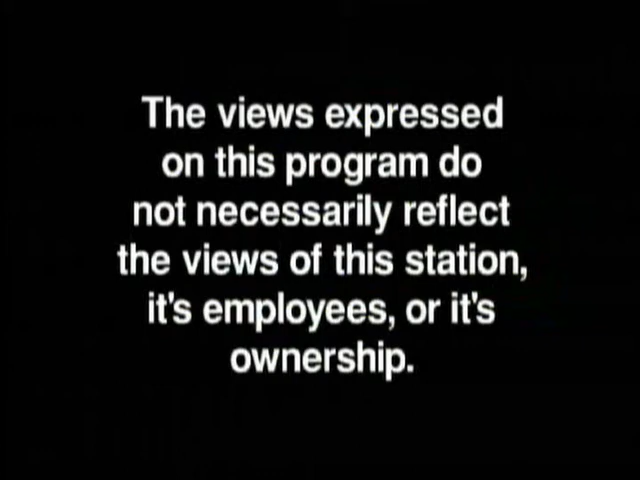 The views expressed
on this program do
not necessarily reflect
the views of this station,
it's employees, or it's
ownership.